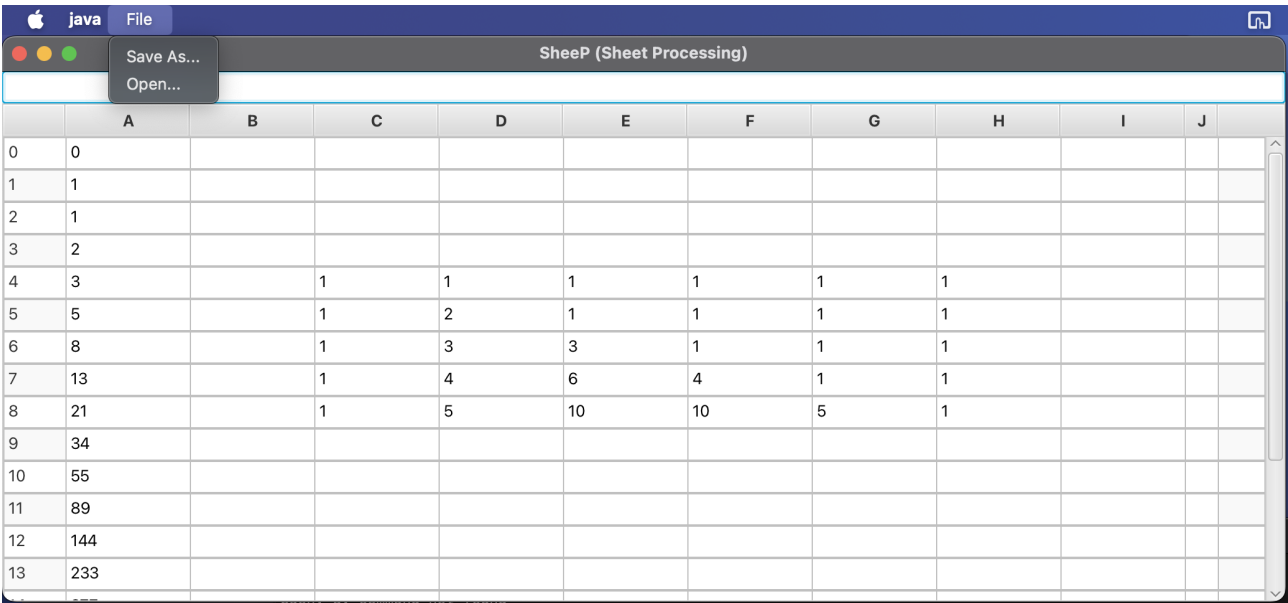 java File
SheeP (Sheet Processing)
Save As...
Open...
A B C D E F G H I J
0 0
1 1
2 1
3 2
4 3 1 1 1 1 1 1
5 5 1 2 1 1 1 1
6 8 1 3 3 1 1 1
7 13 1 4 6 4 1 1
8 21 1 5 10 10 5 1
9 34
10 55
11 89
12 144
13 233